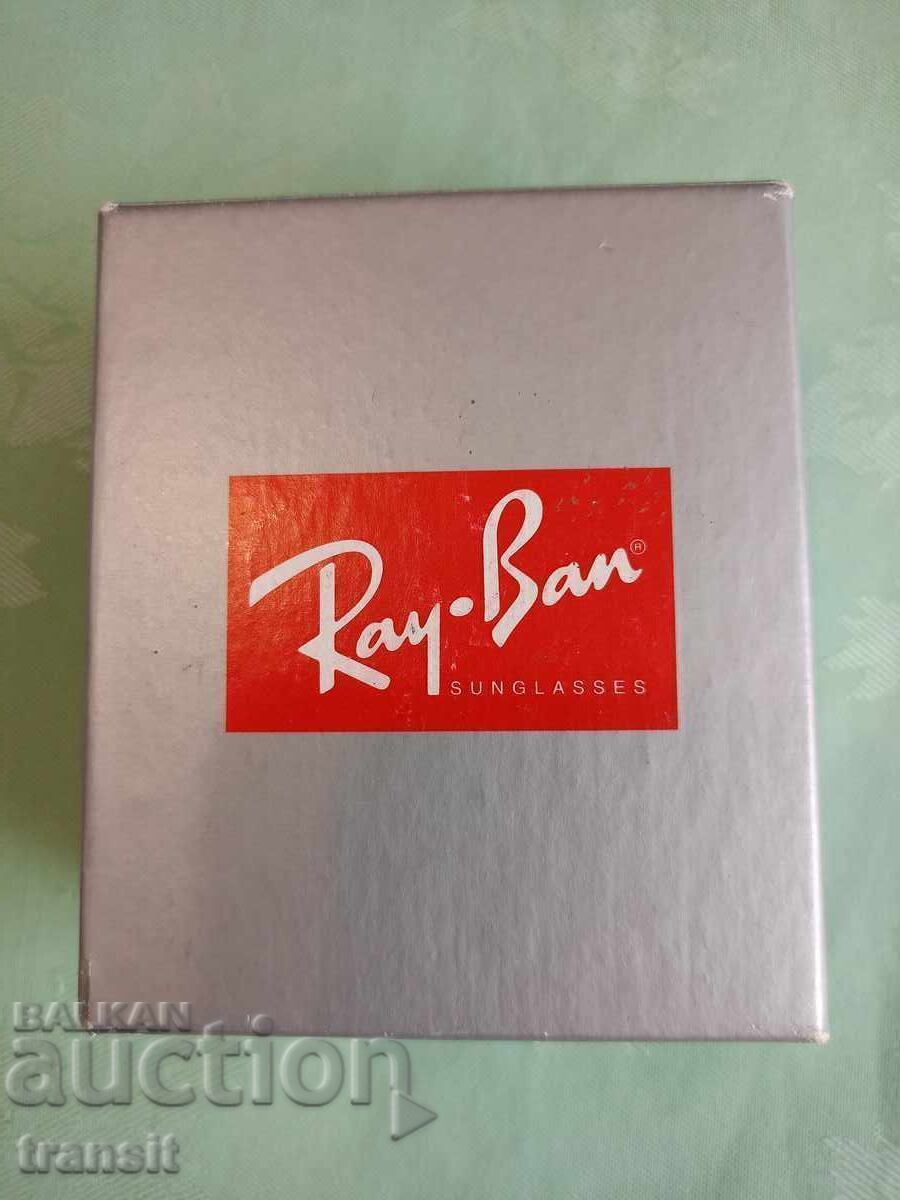 Ray·Ban®
SUNGLASSES
BALKAN
auction
transit